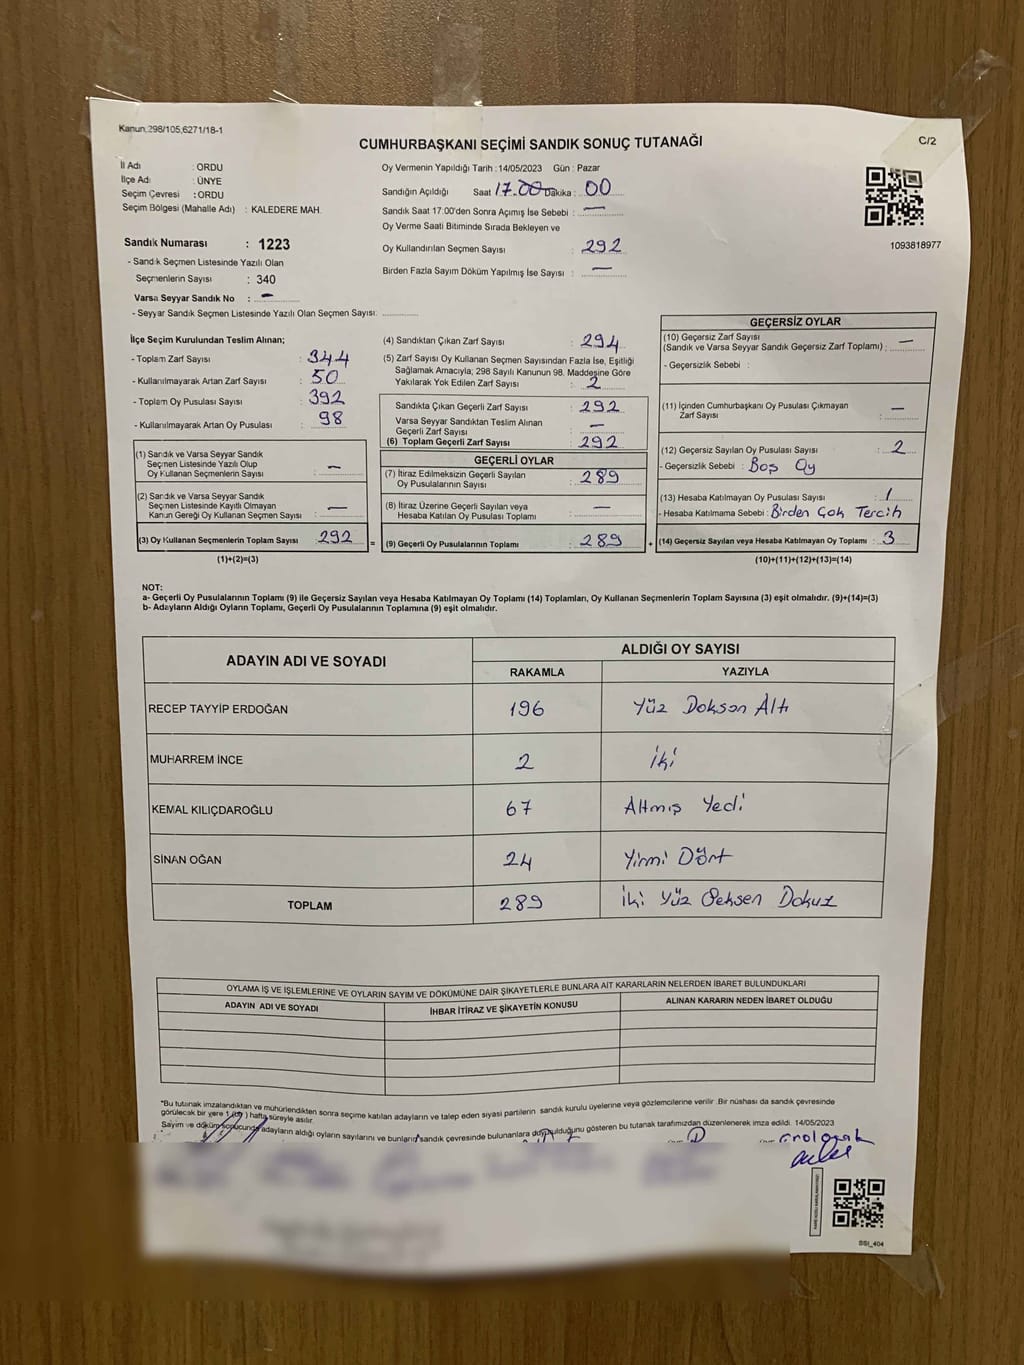 Kanun:298/105,6271/18-1
CUMHURBAŞKANI SEÇİMİ SANDIK SONUÇ TUTANAĞI
C/2
İl Adı : ORDU
İlçe Adı : ÜNYE
Seçim Çevresi : ORDU
Seçim Bölgesi (Mahalle Adı) : KALEDERE MAH.
Oy Vermenin Yapıldığı Tarih :14/05/2023 Gün : Pazar
Sandığın Açıldığı Saat 17.00 Dakika : 00
Sandık Saat 17:00'den Sonra Açımış İse Sebebi : —
Oy Verme Saati Bitiminde Sırada Bekleyen ve
Oy Kullandırılan Seçmen Sayısı : 292
Birden Fazla Sayım Döküm Yapılmış İse Sayısı : —
1093818977
Sandık Numarası : 1223
- Sandık Seçmen Listesinde Yazılı Olan
Seçmenlerin Sayısı : 340
Varsa Seyyar Sandık No : —
- Seyyar Sandık Seçmen Listesinde Yazılı Olan Seçmen Sayısı:
İlçe Seçim Kurulundan Teslim Alınan;
- Toplam Zarf Sayısı : 344
- Kullanılmayarak Artan Zarf Sayısı : 50
- Toplam Oy Pusulası Sayısı : 392
- Kullanılmayarak Artan Oy Pusulası : 98
(1) Sandık ve Varsa Seyyar Sandık
Seçmen Listesinde Yazılı Olup
Oy Kullanan Seçmenlerin Sayısı : —
(2) Sandık ve Varsa Seyyar Sandık
Seçmen Listesinde Kayıtlı Olmayan
Kanun Gereği Oy Kullanan Seçmen Sayısı : —
(3) Oy Kullanan Seçmenlerin Toplam Sayısı : 292 =
(1)+(2)=(3)
(4) Sandıktan Çıkan Zarf Sayısı : 294
(5) Zarf Sayısı Oy Kullanan Seçmen Sayısından Fazla İse, Eşitliği
Sağlamak Amacıyla; 298 Sayılı Kanunun 98. Maddesine Göre
Yakılarak Yok Edilen Zarf Sayısı : 2
Sandıkta Çıkan Geçerli Zarf Sayısı : 292
Varsa Seyyar Sandıktan Teslim Alınan
Geçerli Zarf Sayısı : —
(6) Toplam Geçerli Zarf Sayısı : 292
GEÇERLİ OYLAR
(7) İtiraz Edilmeksizin Geçerli Sayılan
Oy Pusulalarının Sayısı : 289
(8) İtiraz Üzerine Geçerli Sayılan veya
Hesaba Katılan Oy Pusulası Toplamı : —
(9) Geçerli Oy Pusulalarının Toplamı : 289 +
GEÇERSİZ OYLAR
(10) Geçersiz Zarf Sayısı
(Sandık ve Varsa Seyyar Sandık Geçersiz Zarf Toplamı) : —
- Geçersizlik Sebebi :
(11) İçinden Cumhurbaşkanı Oy Pusulası Çıkmayan
Zarf Sayısı : —
(12) Geçersiz Sayılan Oy Pusulası Sayısı : 2
- Geçersizlik Sebebi : Boş Oy
(13) Hesaba Katılmayan Oy Pusulası Sayısı : 1
- Hesaba Katılmama Sebebi : Birden Çok Tercih
(14) Geçersiz Sayılan veya Hesaba Katılmayan Oy Toplamı : 3
(10)+(11)+(12)+(13)=(14)
NOT:
a- Geçerli Oy Pusulalarının Toplamı (9) ile Geçersiz Sayılan veya Hesaba Katılmayan Oy Toplamı (14) Toplamları, Oy Kullanan Seçmenlerin Toplam Sayısına (3) eşit olmalıdır. (9)+(14)=(3)
b- Adayların Aldığı Oyların Toplamı, Geçerli Oy Pusulalarının Toplamına (9) eşit olmalıdır.
ADAYIN ADI VE SOYADI
ALDIĞI OY SAYISI
RAKAMLA YAZIYLA
RECEP TAYYİP ERDOĞAN 196 Yüz Doksan Altı
MUHARREM İNCE 2 İki
KEMAL KILIÇDAROĞLU 67 Altmış Yedi
SİNAN OĞAN 24 Yirmi Dört
TOPLAM 289 İki Yüz Seksen Dokuz
OYLAMA İŞ VE İŞLEMLERİNE VE OYLARIN SAYIM VE DÖKÜMÜNE DAİR ŞİKAYETLERLE BUNLARA AİT KARARLARIN NELERDEN İBARET BULUNDUKLARI
ADAYIN ADI VE SOYADI İHBAR İTİRAZ VE ŞİKAYETİN KONUSU ALINAN KARARIN NEDEN İBARET OLDUĞU
*Bu tutanak imzalandıktan ve mühürlendikten sonra seçime katılan adayların ve talep eden siyasi partilerin sandık kurulu üyelerine veya gözlemcilerine verilir .Bir nüshası da sandık çevresinde
görülecek bir yere 1 (bir) hafta süreyle asılır.
Sayım ve döküm sonucunda adayların aldığı oyların sayılarını ve bunların sandık çevresinde bulunanlara duyurulduğunu gösteren bu tutanak tarafımızdan düzenlenerek imza edildi. 14/05/2023
SSI_404